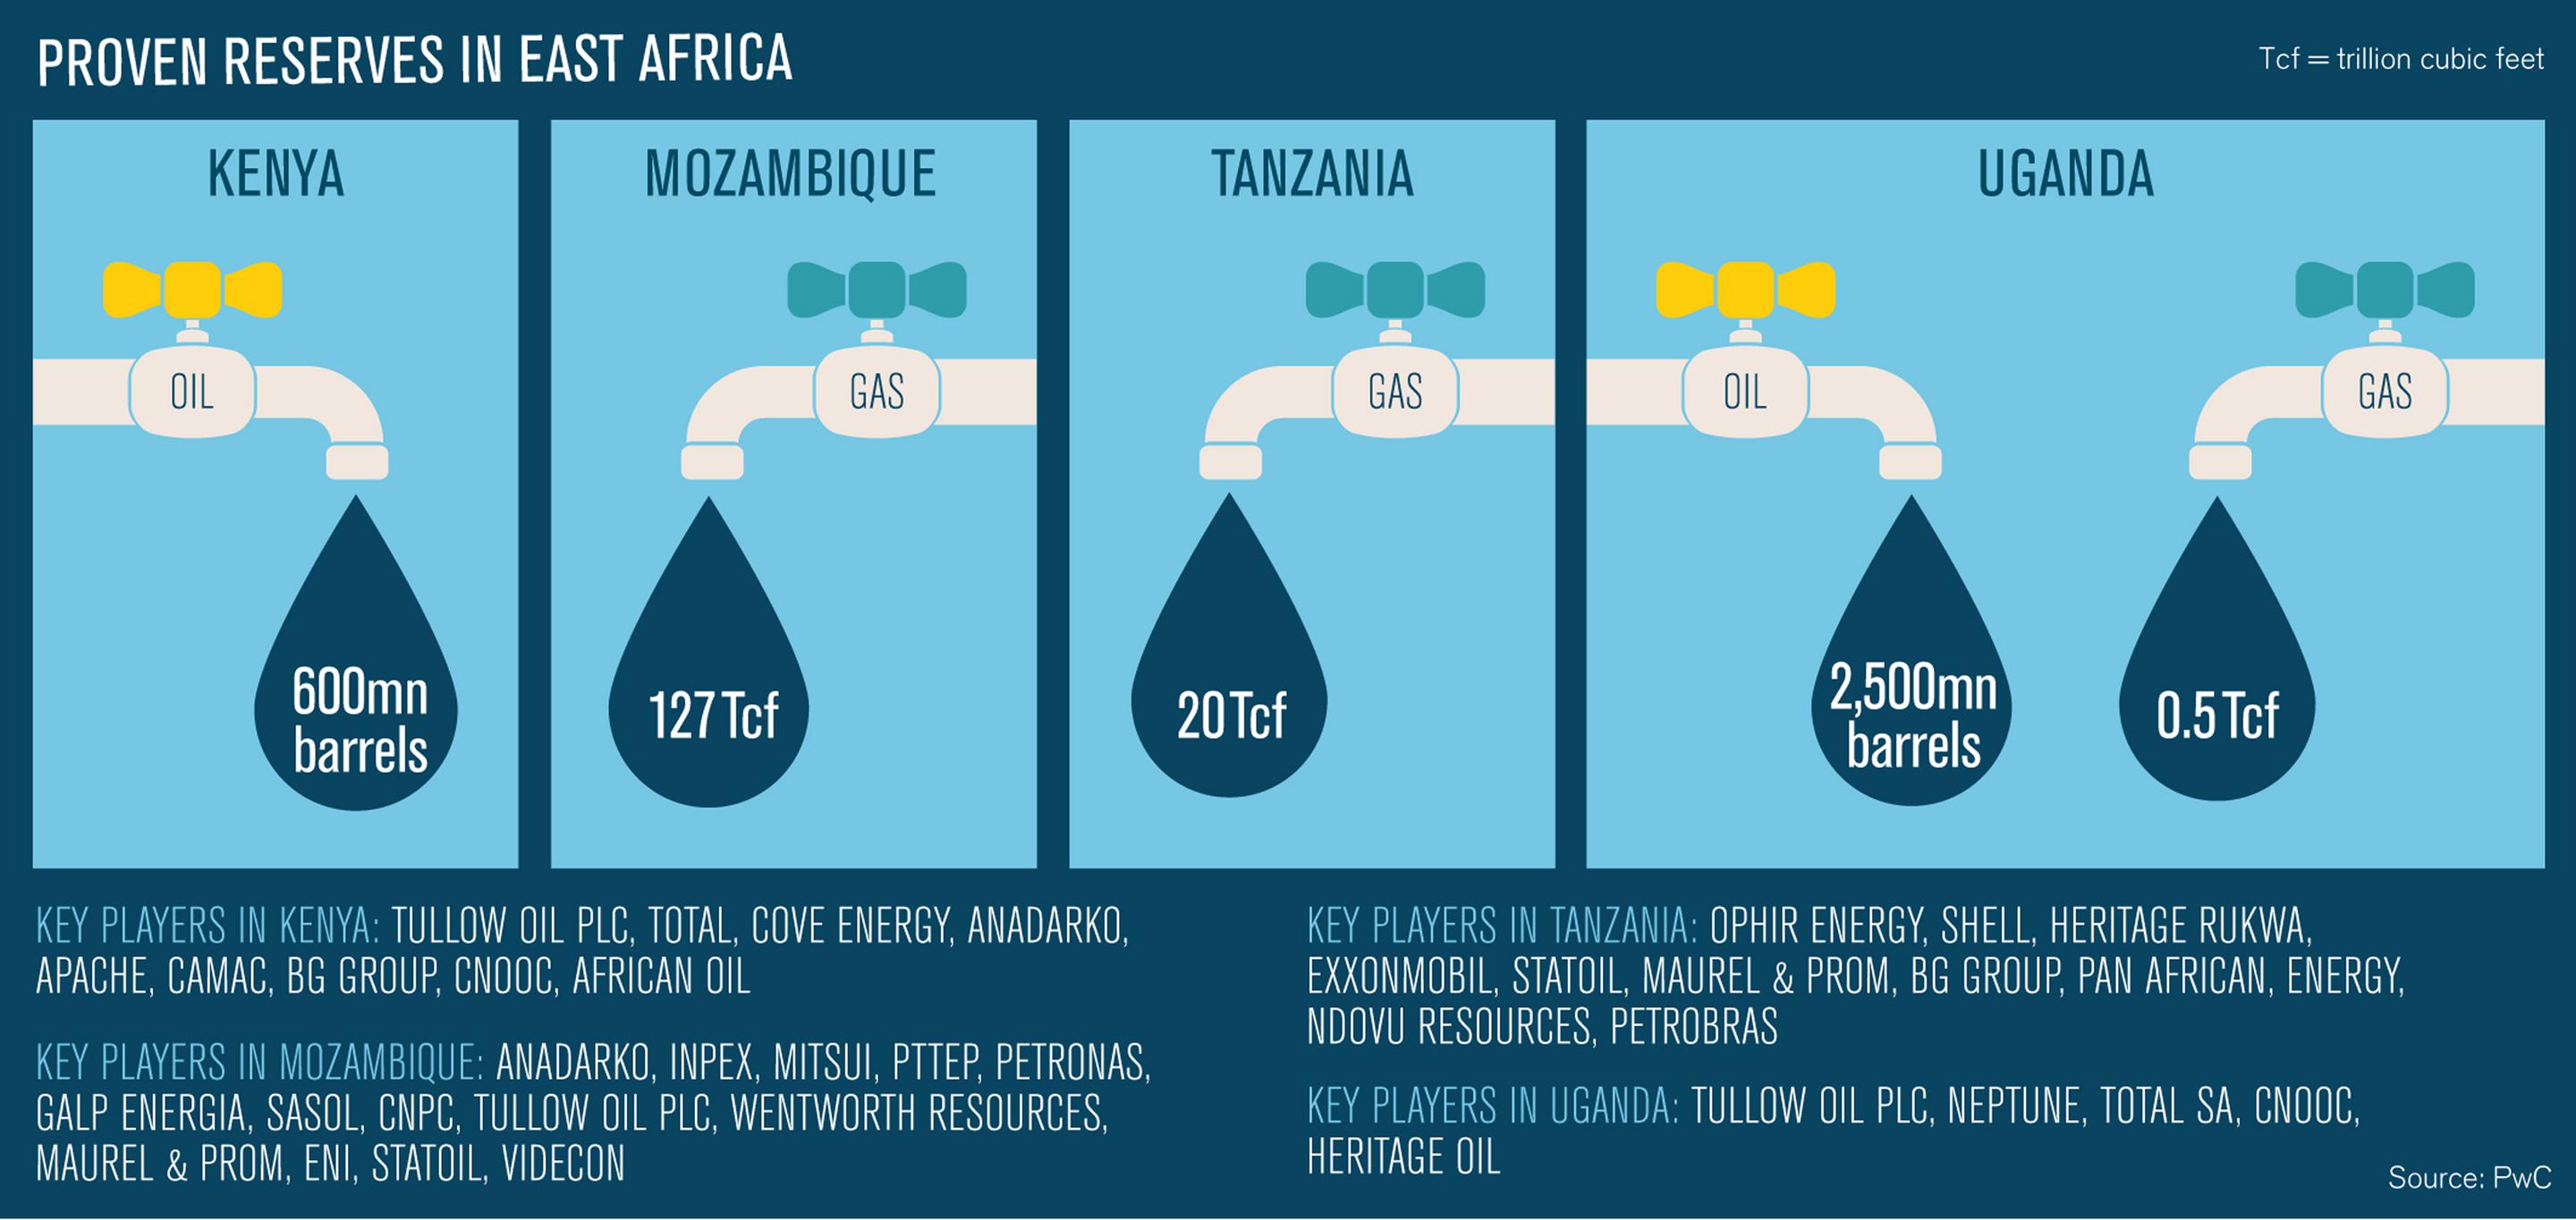 PROVEN RESERVES IN EAST AFRICA
Tcf = trillion cubic feet
KENYA
OIL
600mn
barrels
MOZAMBIQUE
GAS
127 Tcf
TANZANIA
GAS
20 Tcf
UGANDA
OIL
2,500mn
barrels
GAS
0.5 Tcf
KEY PLAYERS IN KENYA: TULLOW OIL PLC, TOTAL, COVE ENERGY, ANADARKO,
APACHE, CAMAC, BG GROUP, CNOOC, AFRICAN OIL
KEY PLAYERS IN MOZAMBIQUE: ANADARKO, INPEX, MITSUI, PTTEP, PETRONAS,
GALP ENERGIA, SASOL, CNPC, TULLOW OIL PLC, WENTWORTH RESOURCES,
MAUREL & PROM, ENI, STATOIL, VIDECON
KEY PLAYERS IN TANZANIA: OPHIR ENERGY, SHELL, HERITAGE RUKWA,
EXXONMOBIL, STATOIL, MAUREL & PROM, BG GROUP, PAN AFRICAN, ENERGY,
NDOVU RESOURCES, PETROBRAS
KEY PLAYERS IN UGANDA: TULLOW OIL PLC, NEPTUNE, TOTAL SA, CNOOC,
HERITAGE OIL
Source: PwC